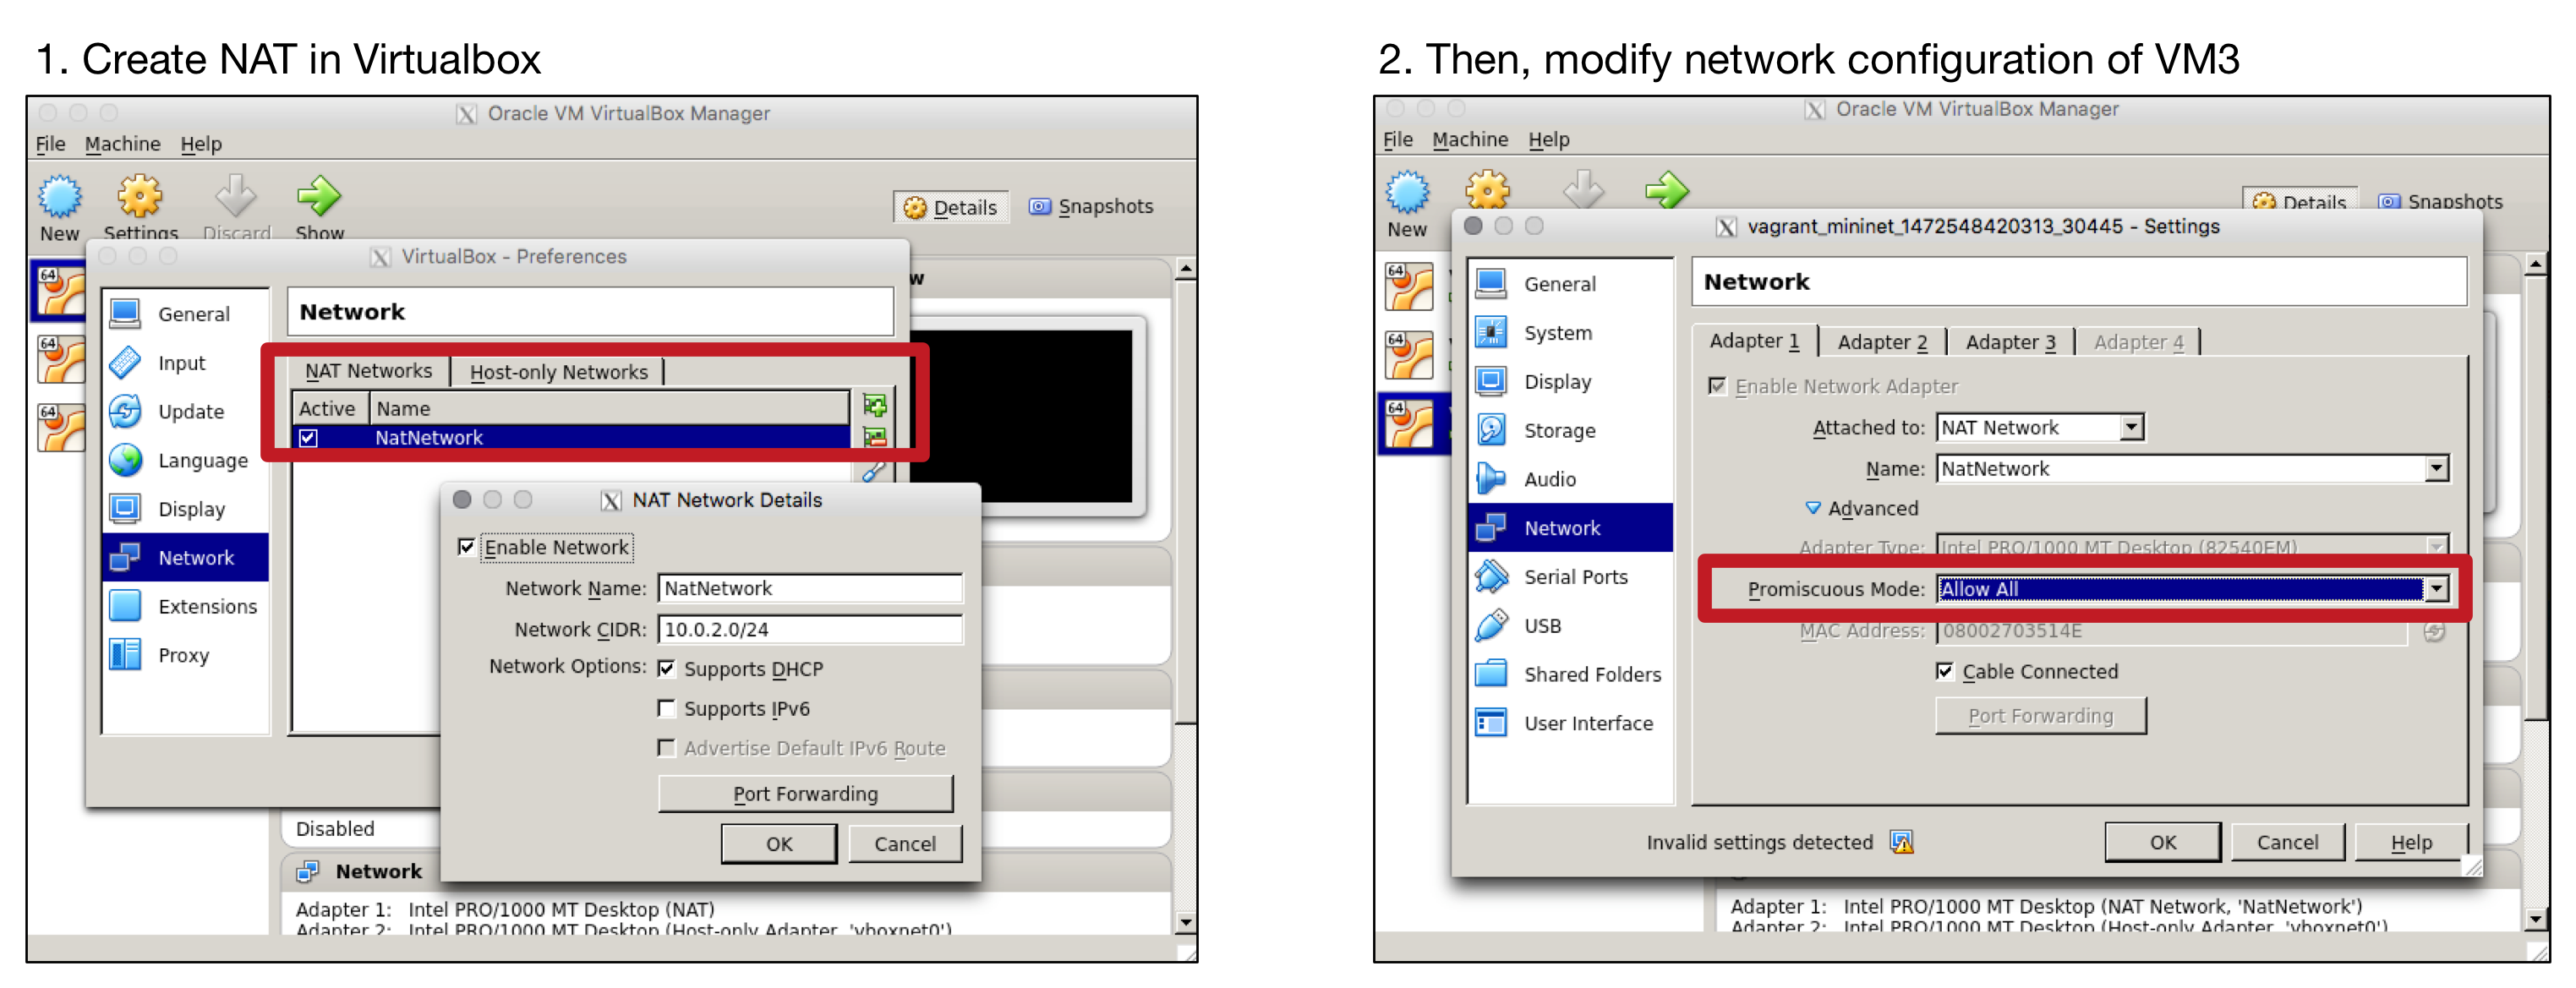 1. Create NAT in Virtualbox
Oracle VM VirtualBox Manager
File Machine Help
New Settings Discard Show
Details Snapshots
VirtualBox - Preferences
General
Input
Update
Language
Display
Network
Extensions
Proxy
Network
NAT Networks Host-only Networks
Active Name
NatNetwork
NAT Network Details
Enable Network
Network Name: NatNetwork
Network CIDR: 10.0.2.0/24
Network Options: Supports DHCP
Supports IPv6
Advertise Default IPv6 Route
Port Forwarding
OK Cancel
Disabled
Network
Adapter 1: Intel PRO/1000 MT Desktop (NAT)
Adapter 2: Intel PRO/1000 MT Desktop (Host-only Adapter, 'vboxnet0')
64
64
64
2. Then, modify network configuration of VM3
Oracle VM VirtualBox Manager
File Machine Help
New
Details Snapshots
vagrant_mininet_1472548420313_30445 - Settings
General
System
Display
Storage
Audio
Network
Serial Ports
USB
Shared Folders
User Interface
Network
Adapter 1 Adapter 2 Adapter 3 Adapter 4
Enable Network Adapter
Attached to: NAT Network
Name: NatNetwork
Advanced
Adapter Type: Intel PRO/1000 MT Desktop (82540EM)
Promiscuous Mode: Allow All
MAC Address: 08002703514E
Cable Connected
Port Forwarding
Invalid settings detected
OK Cancel Help
Adapter 1: Intel PRO/1000 MT Desktop (NAT Network, 'NatNetwork')
Adapter 2: Intel PRO/1000 MT Desktop (Host-only Adapter, 'vboxnet0')
64
64
64